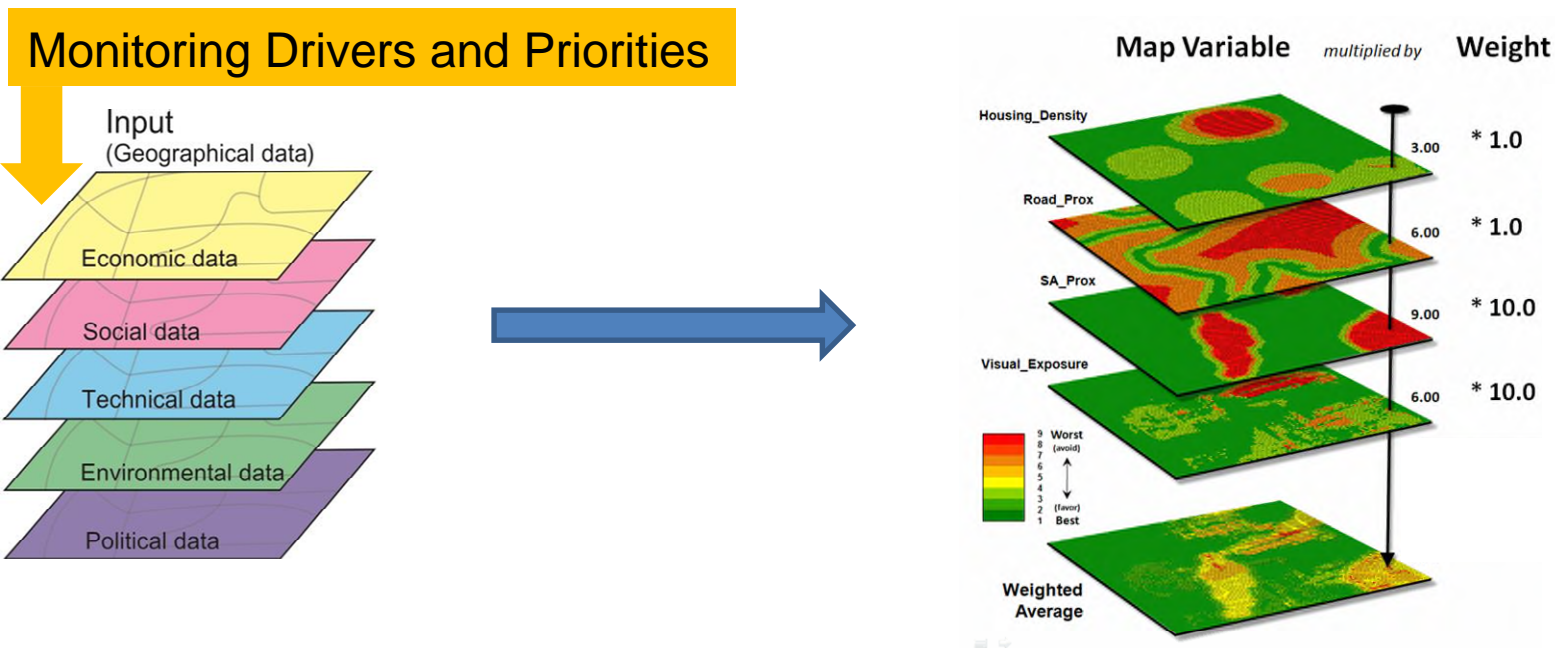 Monitoring Drivers and Priorities
Input
(Geographical data)
Economic data
Social data
Technical data
Environmental data
Political data
Map Variable multiplied by Weight
Housing_Density
3.00 * 1.0
Road_Prox
6.00 * 1.0
SA_Prox
9.00 * 10.0
Visual_Exposure
6.00 * 10.0
9 Worst
8 (avoid)
7
6
5
4
3
2 (favor)
1 Best
Weighted
Average